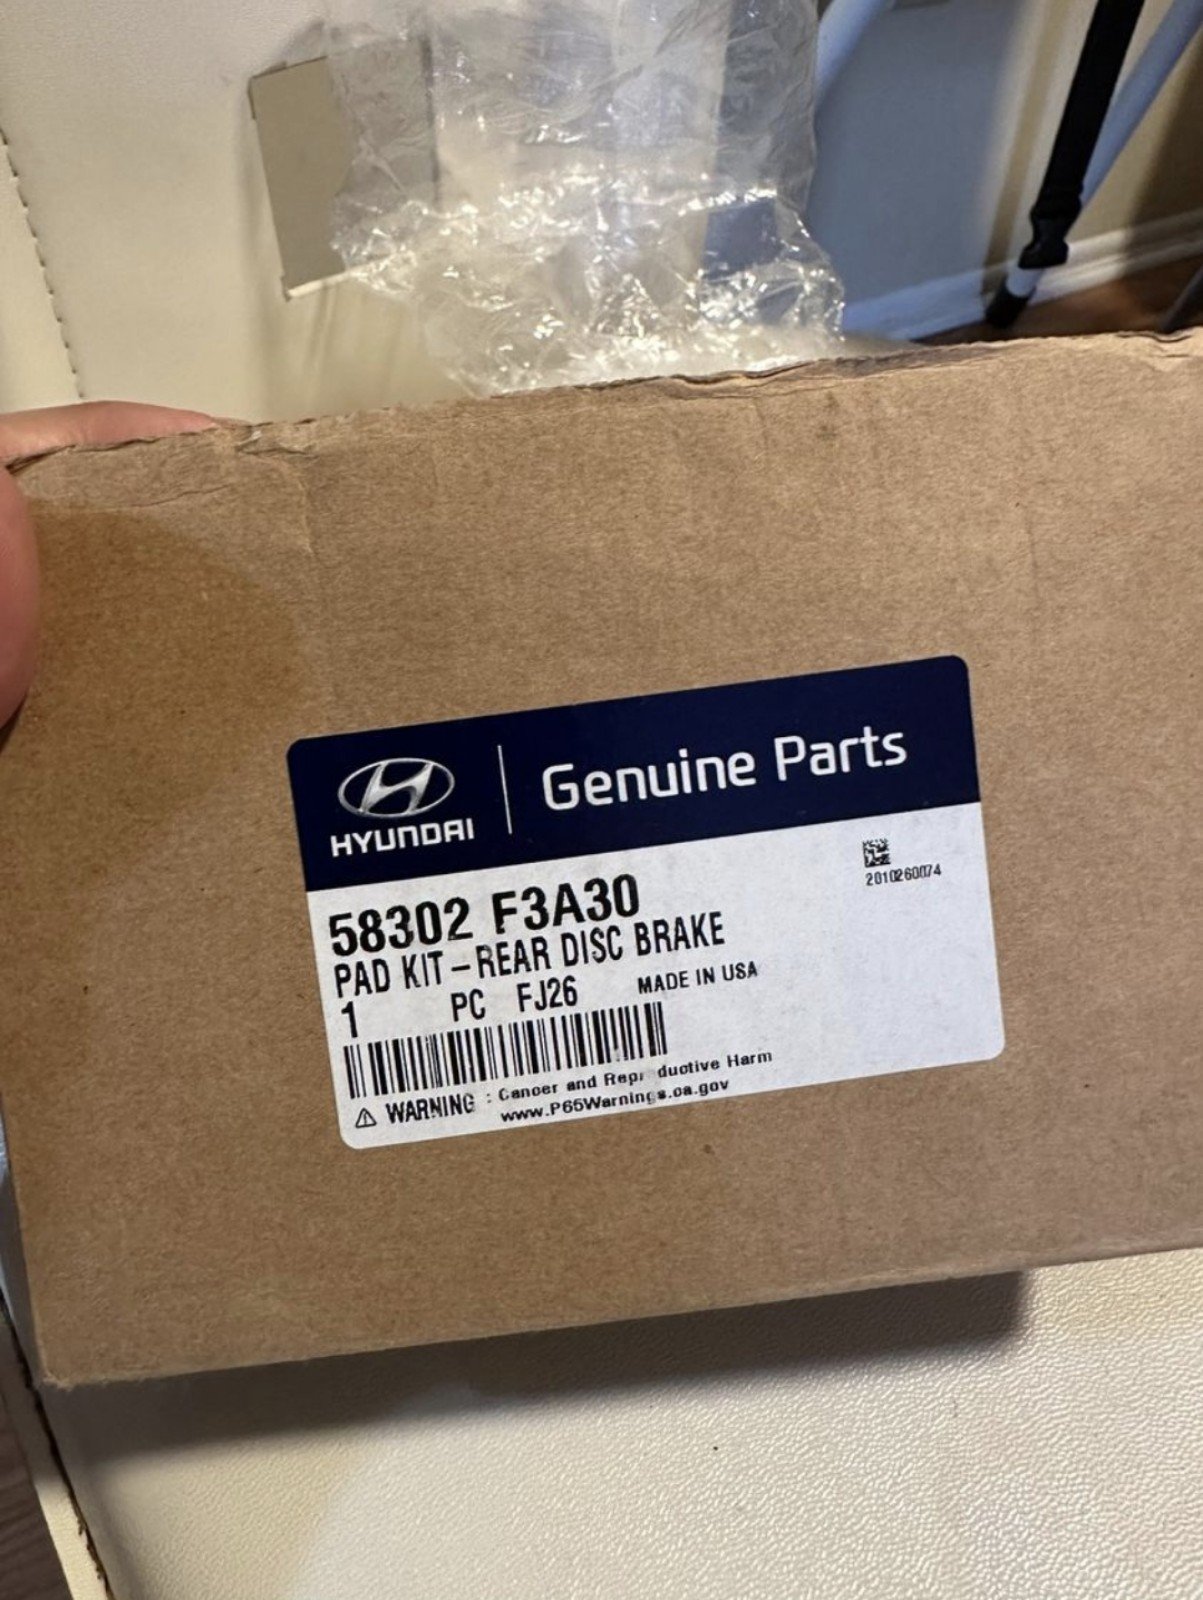 HYUNDAI
Genuine Parts
2010260074
58302 F3A30
PAD KIT-REAR DISC BRAKE
1 PC FJ26 MADE IN USA
⚠ WARNING : Cancer and Reproductive Harm
www.P65Warnings.ca.gov